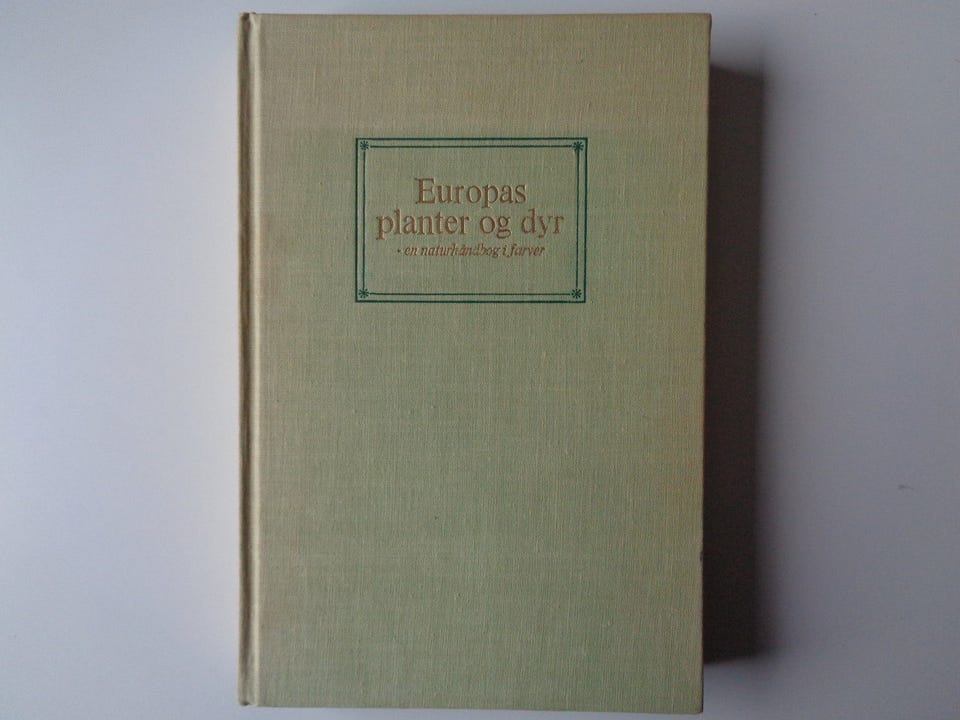 Europas
planter og dyr
- en naturhåndbog i farver